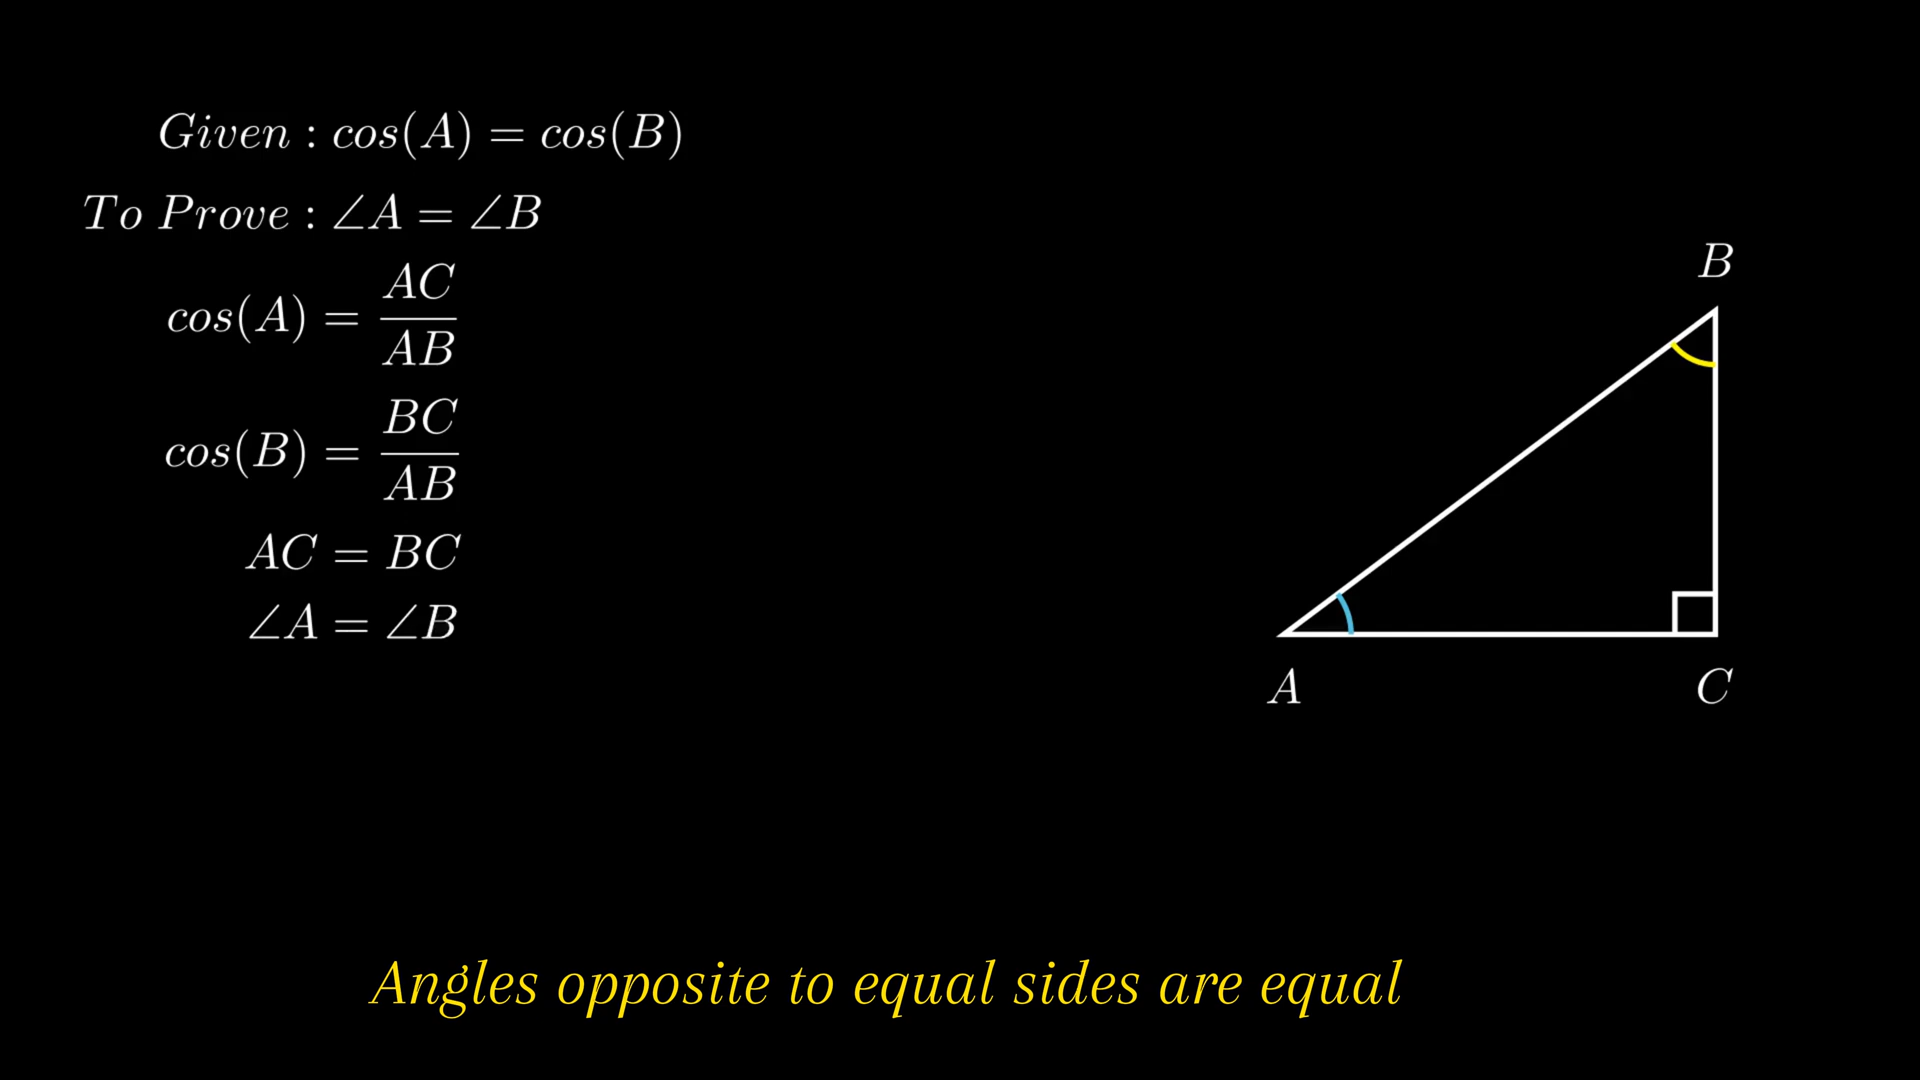 Given : cos(A) = cos(B)
To Prove : ∠A = ∠B
cos(A) = AC/AB
cos(B) = BC/AB
AC = BC
∠A = ∠B
B
A
C
Angles opposite to equal sides are equal